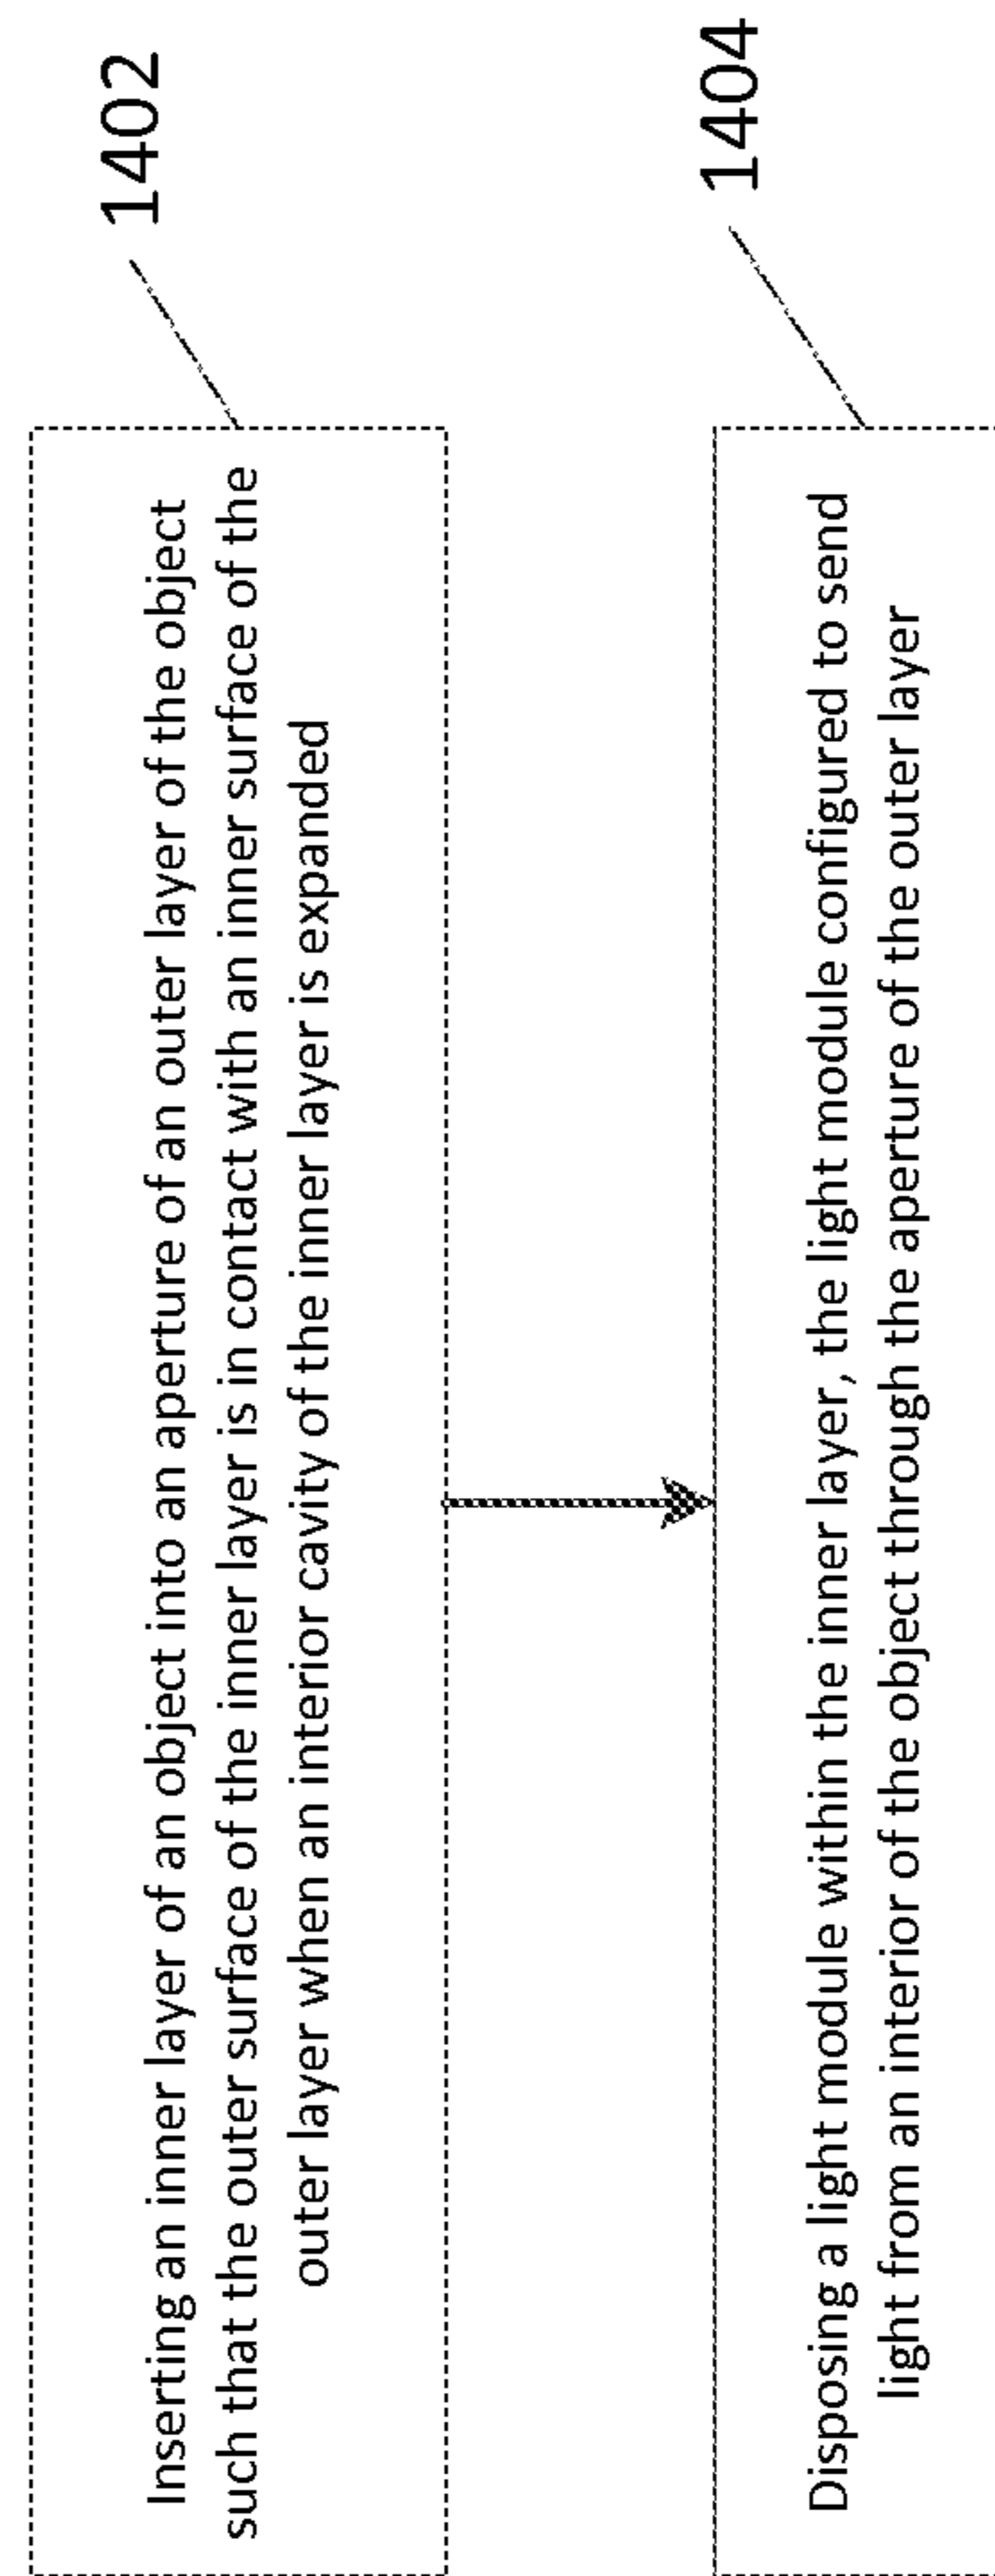 Inserting an inner layer of an object into an aperture of an outer layer of the object
such that the outer surface of the inner layer is in contact with an inner surface of the
outer layer when an interior cavity of the inner layer is expanded
1402
Disposing a light module within the inner layer, the light module configured to send
light from an interior of the object through the aperture of the outer layer
1404